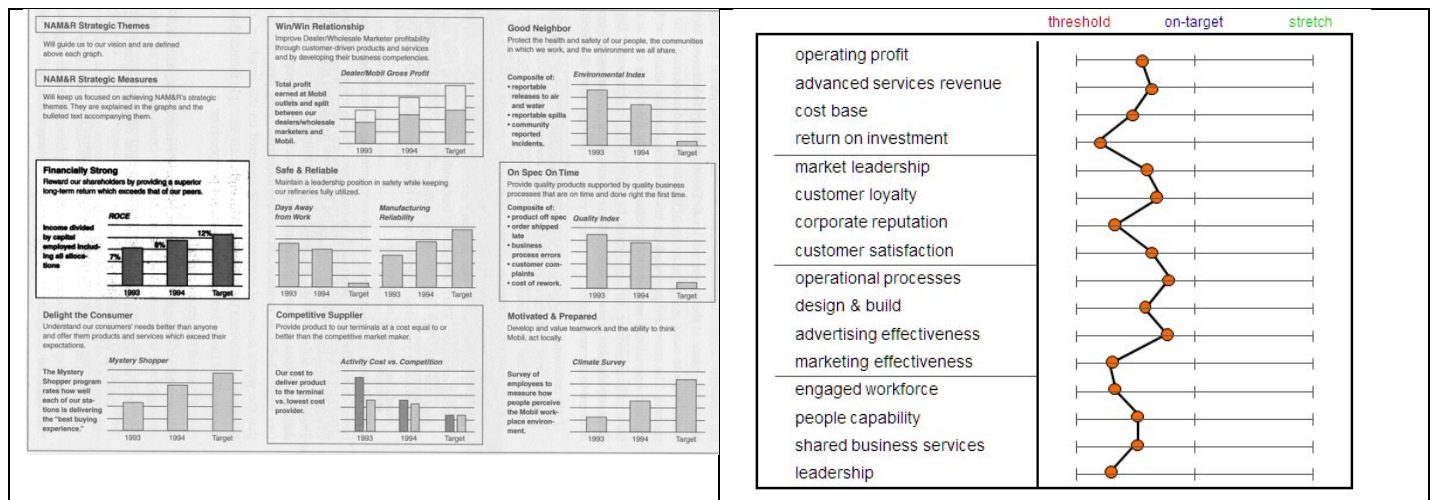 NAM&R Strategic Themes
Will guide us to our vision and are defined
above each graph.
NAM&R Strategic Measures
Will keep us focused on achieving NAM&R's strategic
themes. They are explained in the graphs and the
bulleted text accompanying them.
Win/Win Relationship
Improve Dealer/Wholesale Marketer profitability
through customer-driven products and services
and by developing their business competencies.
Dealer/Mobil Gross Profit
Total profit
earned at Mobil
outlets and split
between our
dealers/wholesale
marketers and
Mobil.
1993 1994 Target
Good Neighbor
Protect the health and safety of our people, the communities
in which we work, and the environment we all share.
Environmental Index
Composite of:
• reportable
releases to air
and water
• reportable spills
• community
reported
incidents.
1993 1994 Target
Financially Strong
Reward our shareholders by providing a superior
long-term return which exceeds that of our peers.
ROCE
Income divided
by capital
employed includ-
ing all alloca-
tions
7% 8% 12%
1993 1994 Target
Safe & Reliable
Maintain a leadership position in safety while keeping
our refineries fully utilized.
Days Away
from Work
1993 1994 Target
Manufacturing
Reliability
1993 1994 Target
On Spec On Time
Provide quality products supported by quality business
processes that are on time and done right the first time.
Quality Index
Composite of:
• product off spec
• order shipped
late
• business
process errors
• customer com-
plaints
• cost of rework.
1993 1994 Target
Delight the Consumer
Understand our consumers' needs better than anyone
and offer them products and services which exceed their
expectations.
Mystery Shopper
The Mystery
Shopper program
rates how well
each of our sta-
tions is delivering
the "best buying
experience."
1993 1994 Target
Competitive Supplier
Provide product to our terminals at a cost equal to or
better than the competitive market maker.
Activity Cost vs. Competition
Our cost to
deliver product
to the terminal
vs. lowest cost
provider.
1993 1994 Target
Motivated & Prepared
Develop and value teamwork and the ability to think
Mobil, act locally.
Climate Survey
Survey of
employees to
measure how
people perceive
the Mobil work-
place environ-
ment.
1993 1994 Target
threshold on-target stretch
operating profit
advanced services revenue
cost base
return on investment
market leadership
customer loyalty
corporate reputation
customer satisfaction
operational processes
design & build
advertising effectiveness
marketing effectiveness
engaged workforce
people capability
shared business services
leadership